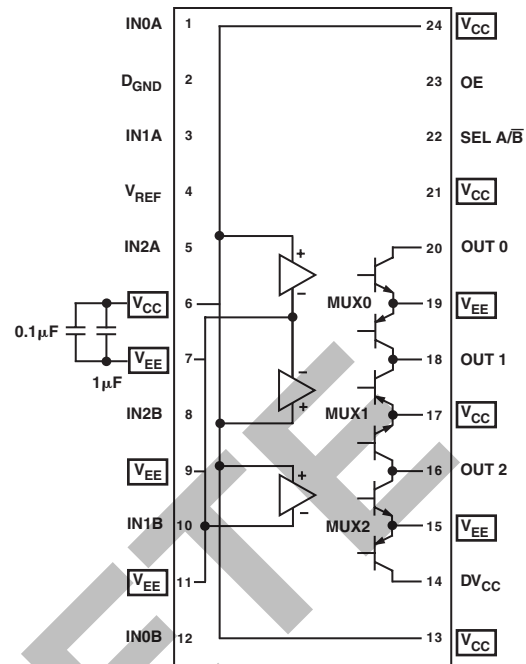 IN0A 1 24 VCC
DGND 2 23 OE
IN1A 3 22 SEL A/B̅
VREF 4 21 VCC
IN2A 5 20 OUT 0
+
−
MUX0
VCC 6 19 VEE
0.1µF
1µF
VEE 7 18 OUT 1
−
+
MUX1
IN2B 8 17 VCC
VEE 9 16 OUT 2
+
−
MUX2
IN1B 10 15 VEE
VEE 11 14 DVCC
IN0B 12 13 VCC
ETE